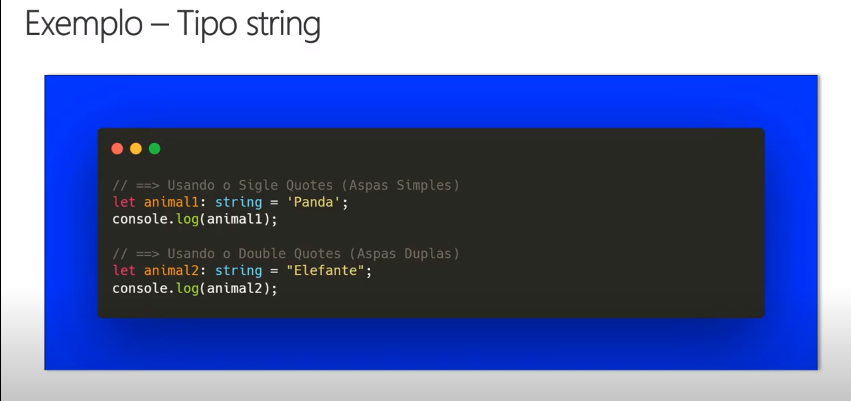 Exemplo – Tipo string
// ==> Usando o Sigle Quotes (Aspas Simples)
let animal1: string = 'Panda';
console.log(animal1);
// ==> Usando o Double Quotes (Aspas Duplas)
let animal2: string = "Elefante";
console.log(animal2);